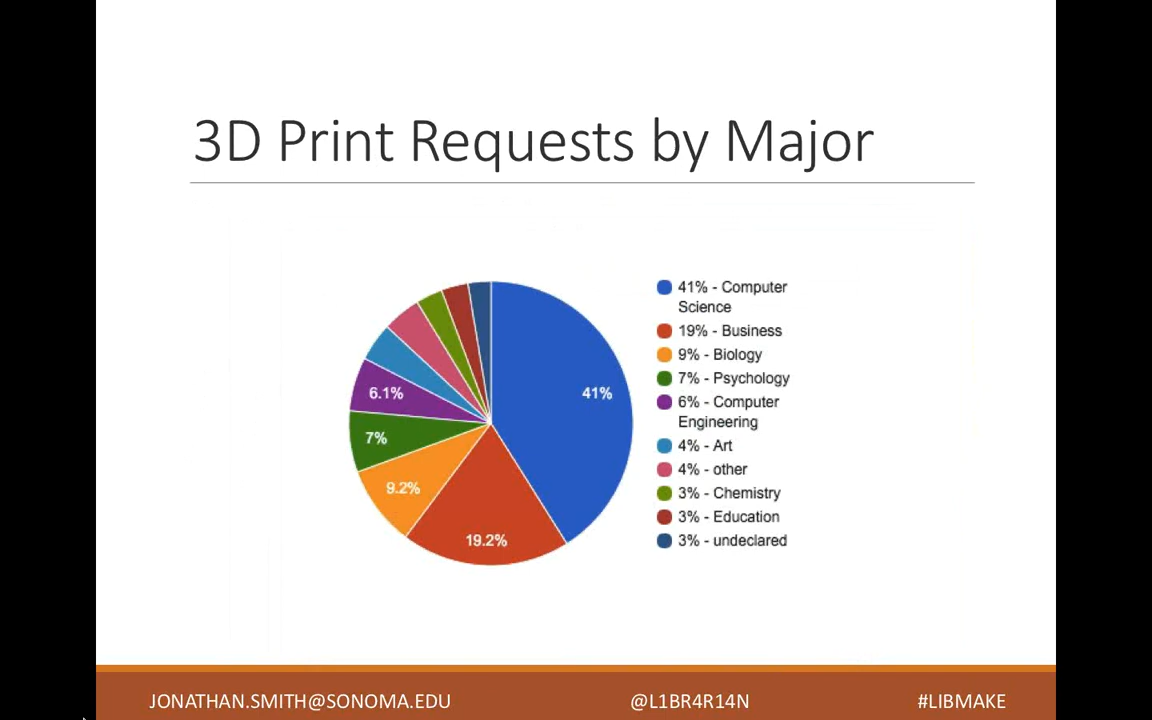 3D Print Requests by Major
41% - Computer
Science
19% - Business
9% - Biology
7% - Psychology
6% - Computer
Engineering
4% - Art
4% - other
3% - Chemistry
3% - Education
3% - undeclared
41%
6.1%
7%
9.2%
19.2%
JONATHAN.SMITH@SONOMA.EDU
@L1BR4R14N
#LIBMAKE